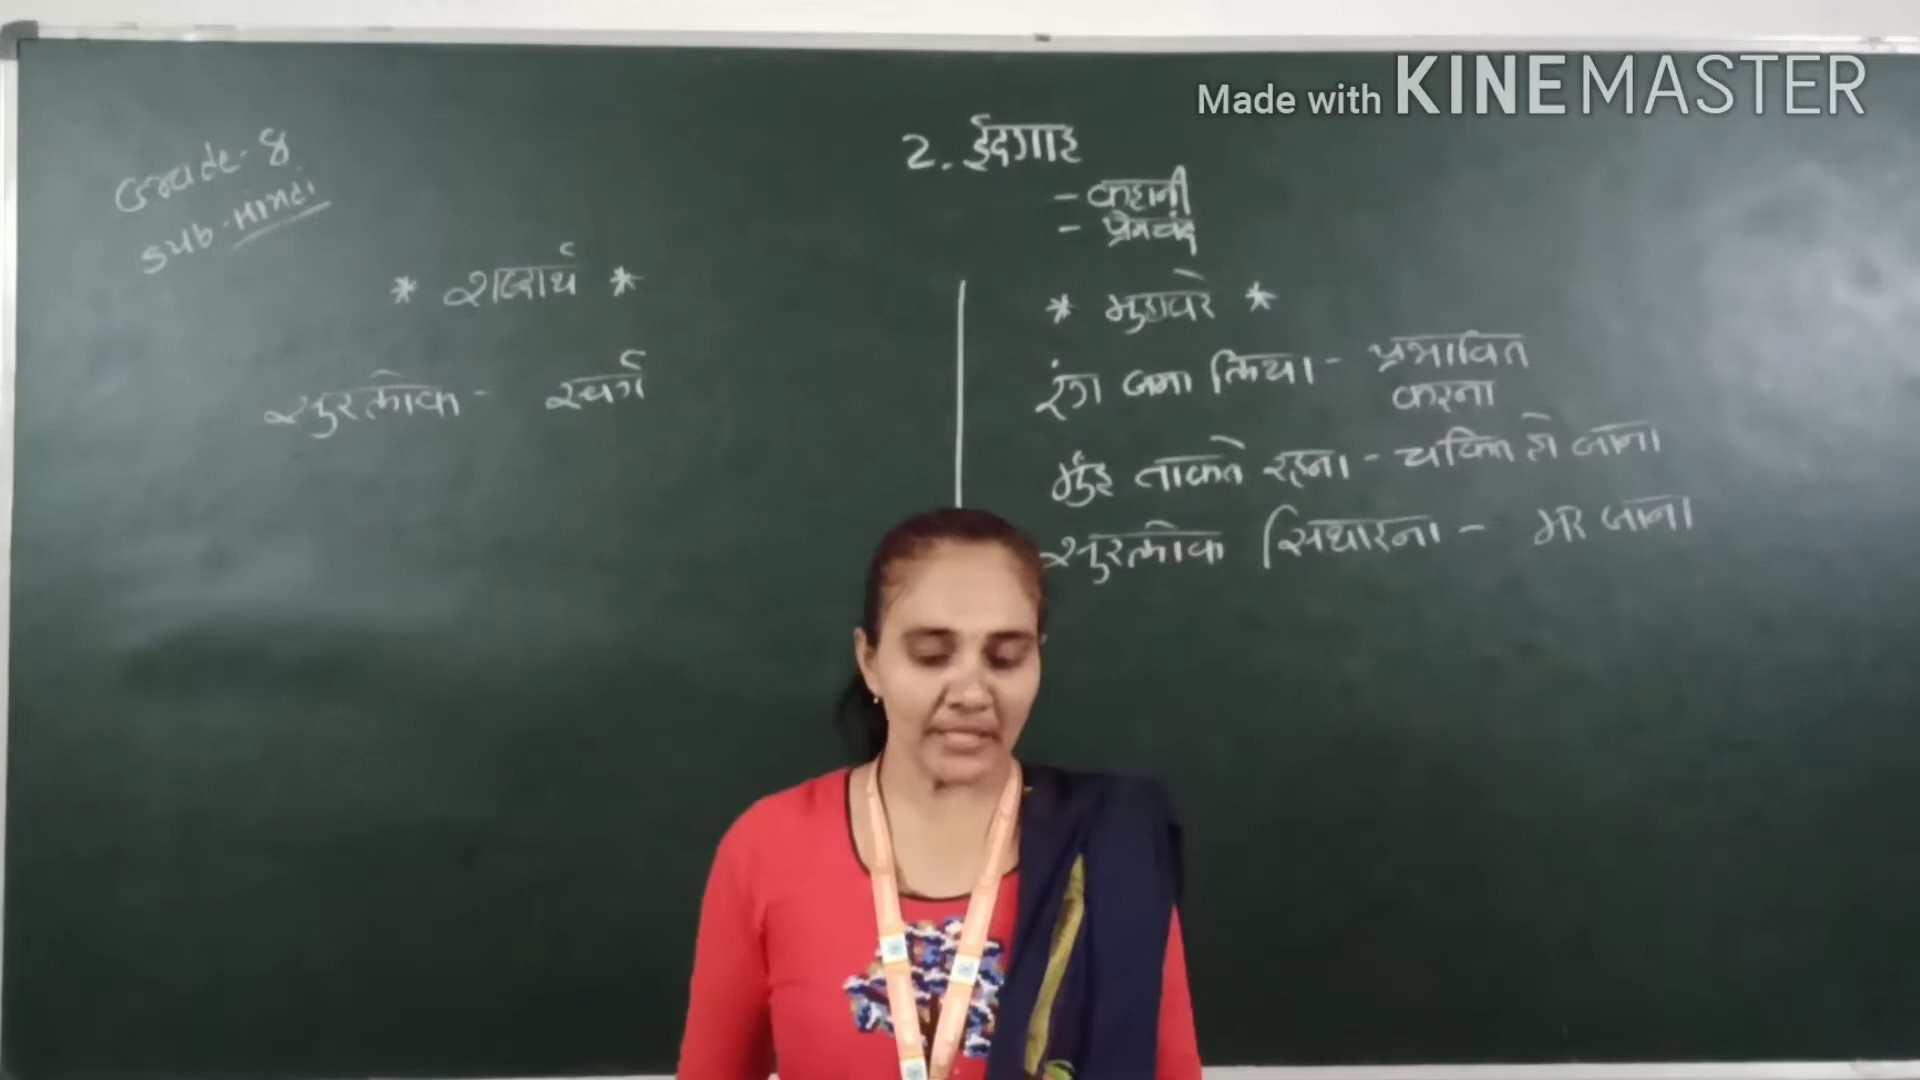 Made with KINEMASTER
Grade-8
Sub-Hindi
2. ईदगाह
- कहानी
- प्रेमचंद
* शब्दार्थ *
सुरलोक - स्वर्ग
* मुहावरे *
रंग जमा लिया - प्रभावित
करना
मुँह ताकते रहना - चकित हो जाना
सुरलोक सिधारना - मर जाना